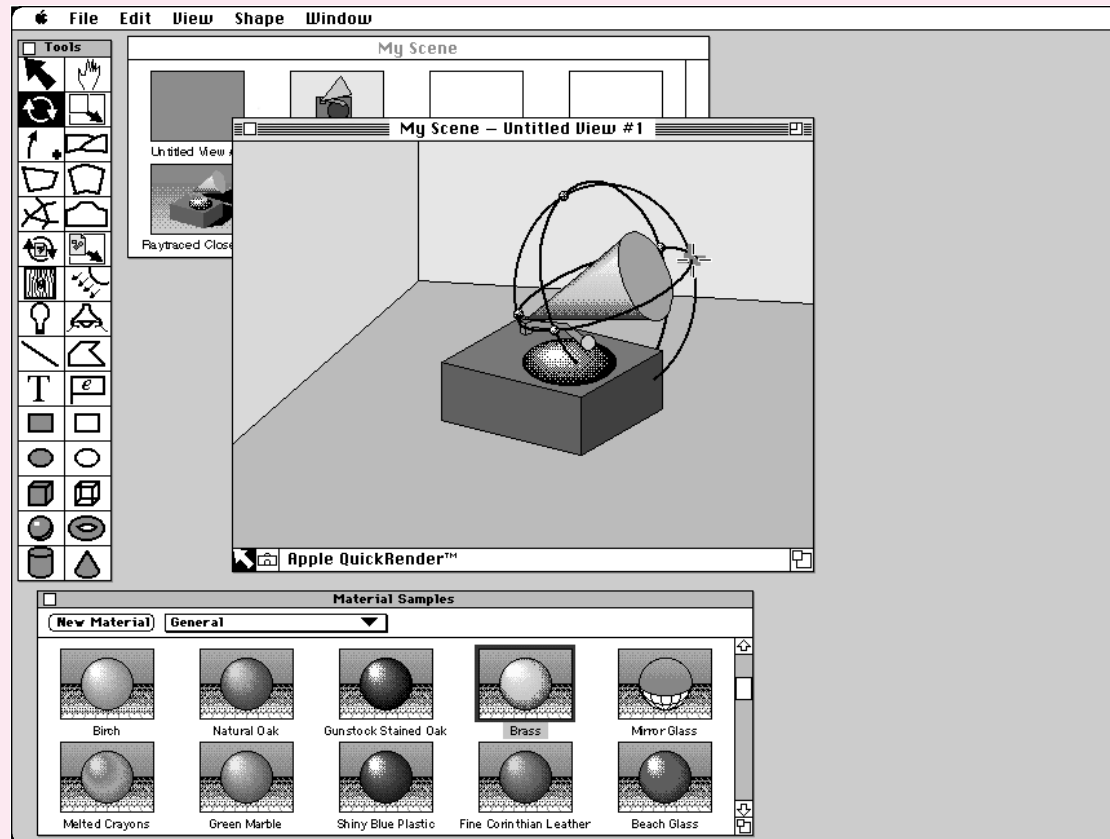 File Edit View Shape Window
Tools
My Scene
Untitled View
My Scene – Untitled View #1
Raytraced Close
T
e
Apple QuickRender™
Material Samples
New Material General
Birch Natural Oak Gunstock Stained Oak Brass Mirror Glass
Melted Crayons Green Marble Shiny Blue Plastic Fine Corinthian Leather Beach Glass